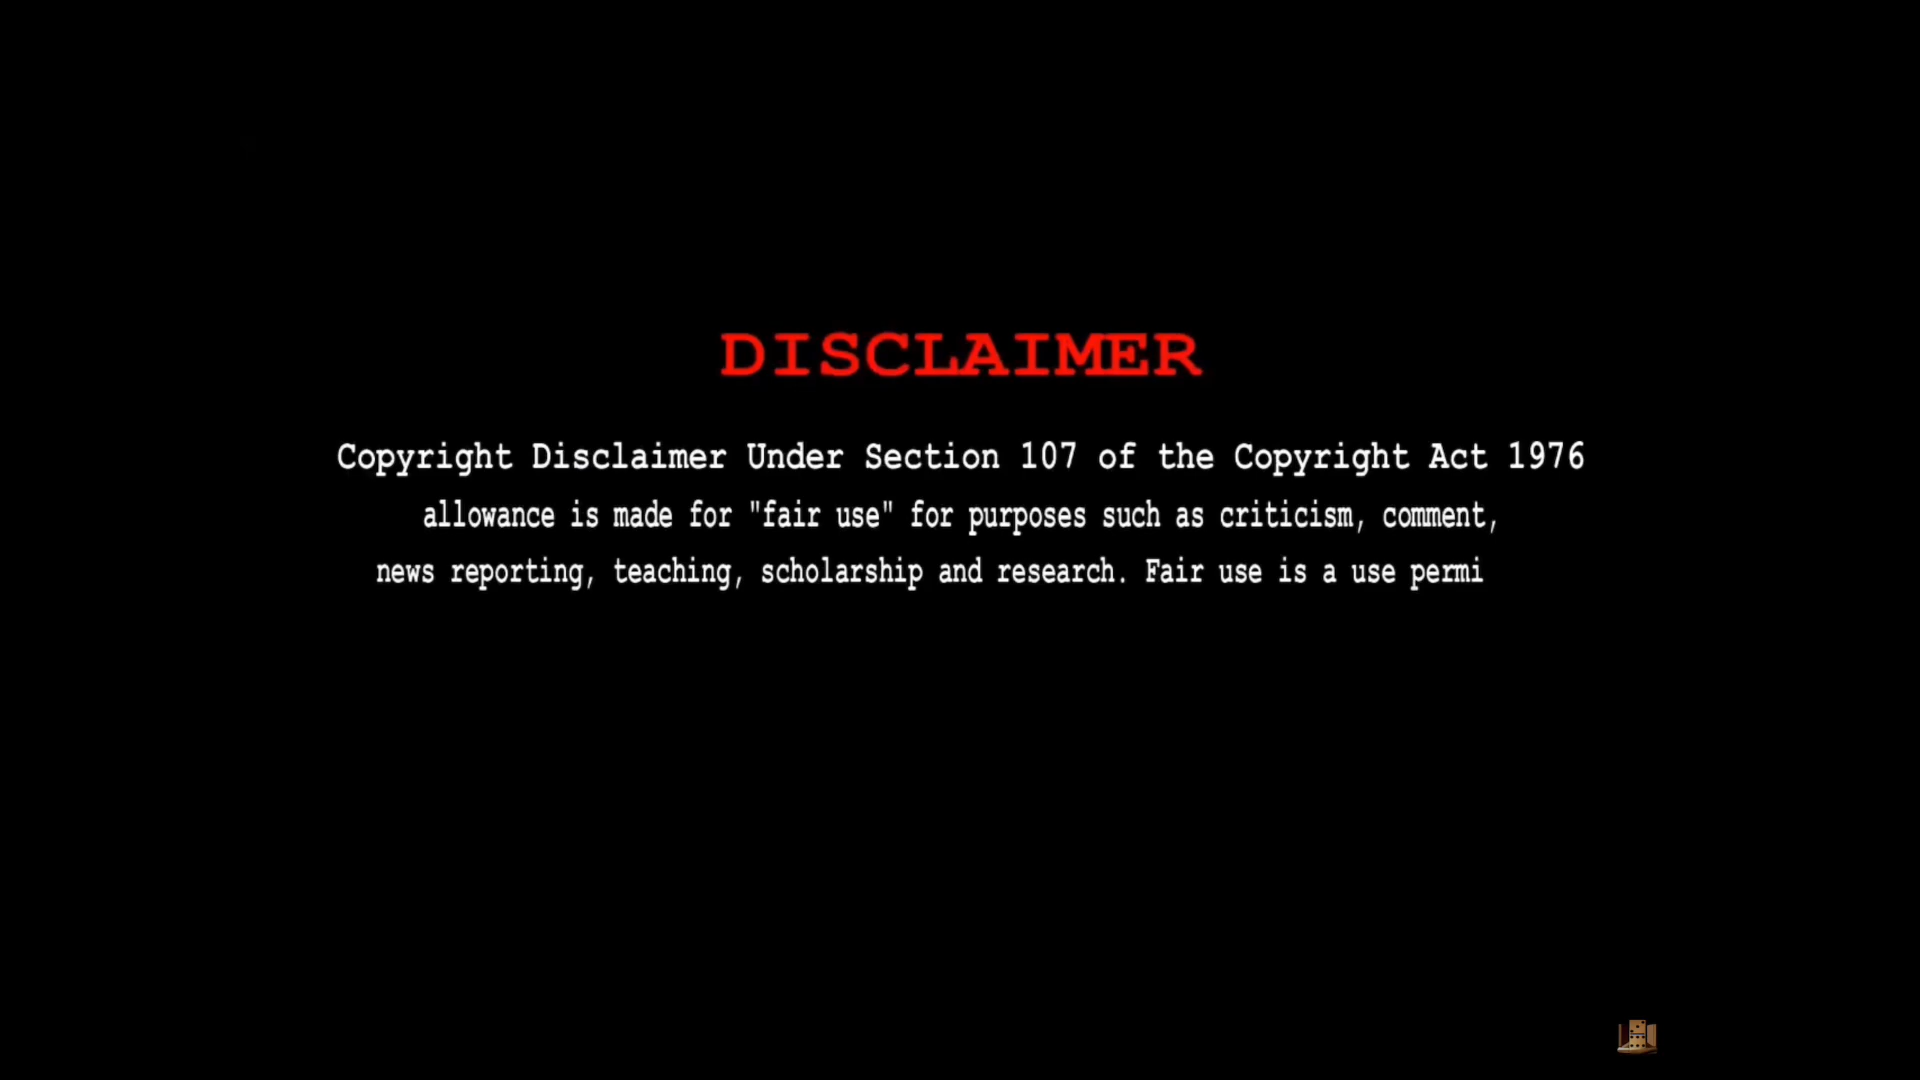 DISCLAIMER
Copyright Disclaimer Under Section 107 of the Copyright Act 1976
allowance is made for "fair use" for purposes such as criticism, comment,
news reporting, teaching, scholarship and research. Fair use is a use permi